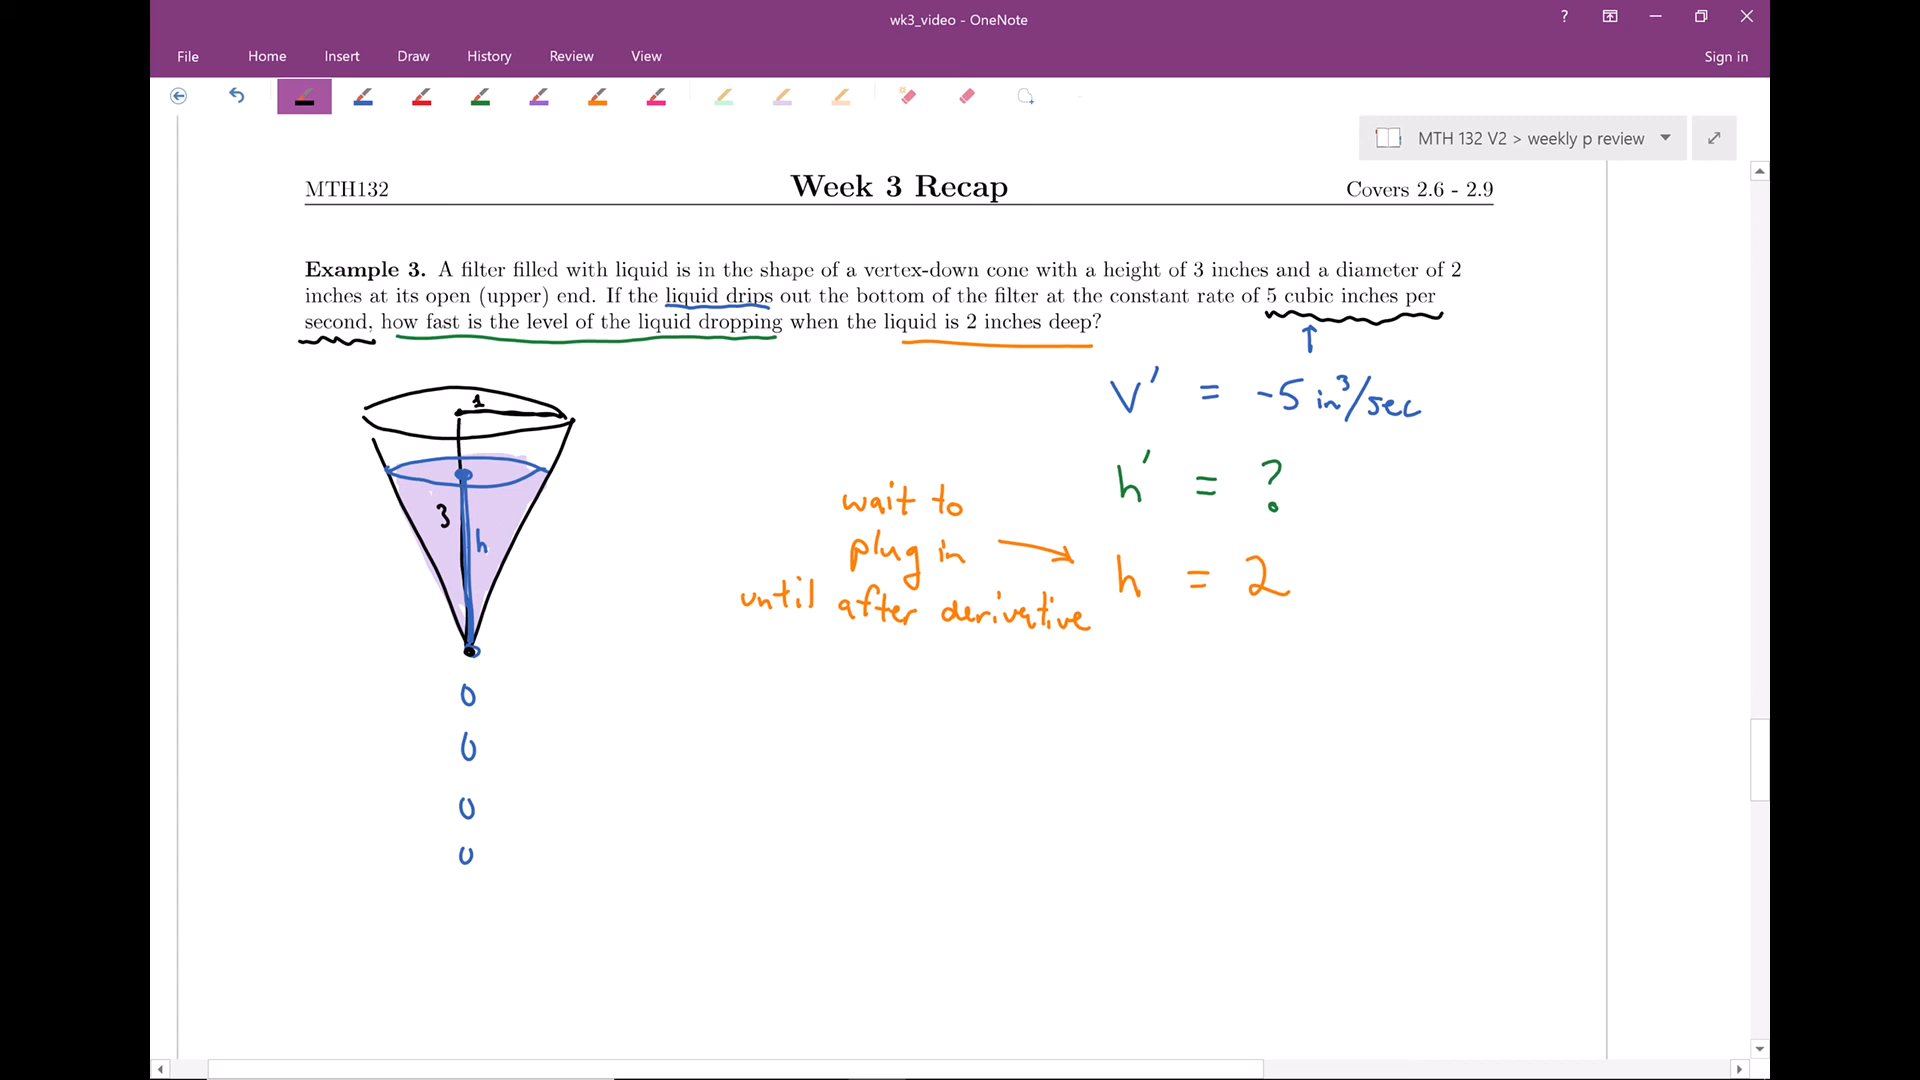 wk3_video - OneNote
?
File Home Insert Draw History Review View
Sign in
MTH 132 V2 > weekly p review
MTH132 Week 3 Recap Covers 2.6 - 2.9
Example 3. A filter filled with liquid is in the shape of a vertex-down cone with a height of 3 inches and a diameter of 2
inches at its open (upper) end. If the liquid drips out the bottom of the filter at the constant rate of 5 cubic inches per
second, how fast is the level of the liquid dropping when the liquid is 2 inches deep?
1
3
h
V' = -5 in³/sec
h' = ?
wait to
plug in
until after derivative
h = 2